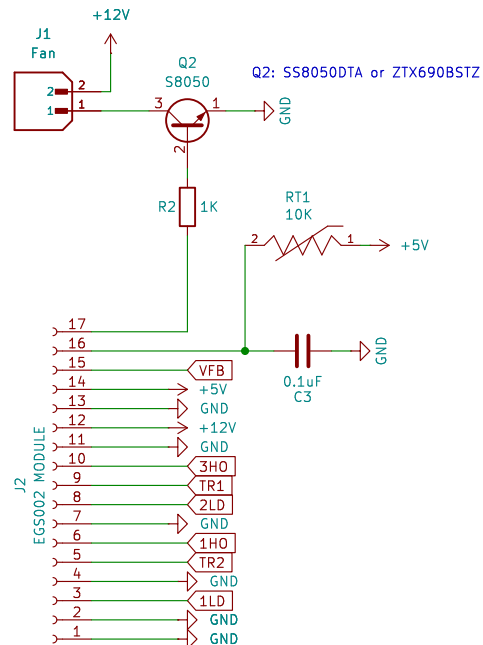 +12V
J1
Fan
2 2
1 1
Q2
S8050
3
1
2
GND
Q2: SS8050DTA or ZTX690BSTZ
R2
1K
RT1
10K
2
1
+5V
17
16
GND
0.1uF
C3
15 VFB
14 +5V
13 GND
12 +12V
11 GND
10 3HO
9 TR1
8 2LD
7 GND
6 1HO
5 TR2
4 GND
3 1LD
2 GND
1 GND
J2
EGS002 MODULE